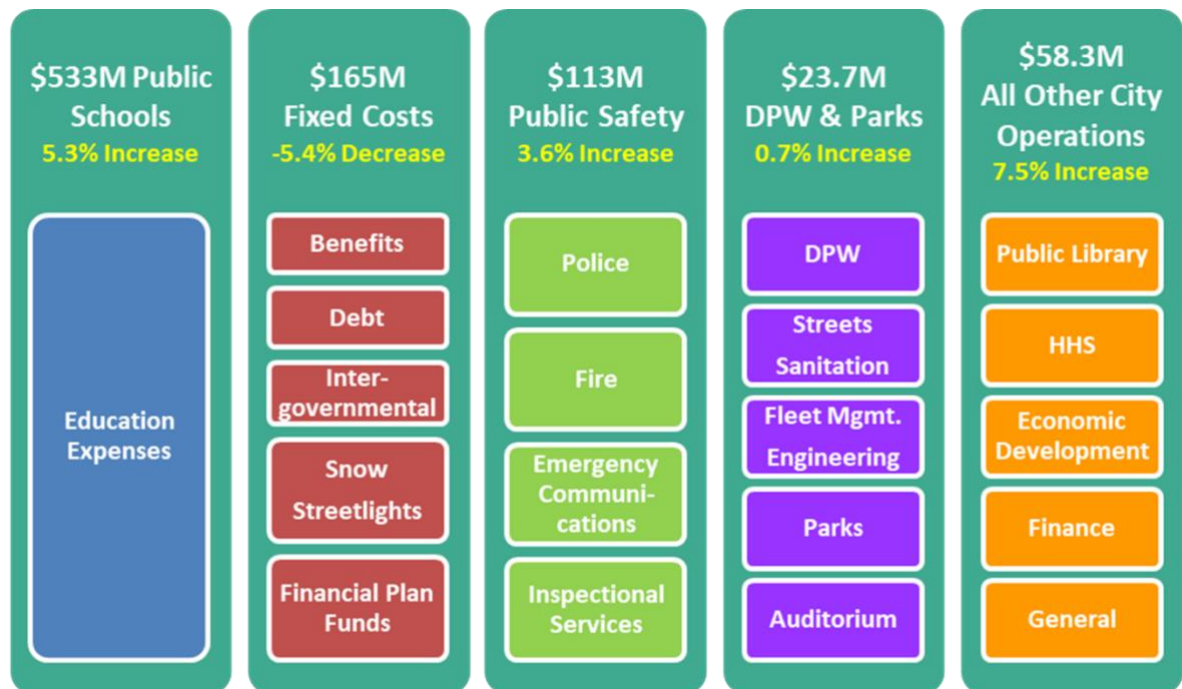 $533M Public
Schools
5.3% Increase
Education
Expenses
$165M
Fixed Costs
-5.4% Decrease
Benefits
Debt
Inter-
governmental
Snow
Streetlights
Financial Plan
Funds
$113M
Public Safety
3.6% Increase
Police
Fire
Emergency
Communi-
cations
Inspectional
Services
$23.7M
DPW & Parks
0.7% Increase
DPW
Streets
Sanitation
Fleet Mgmt.
Engineering
Parks
Auditorium
$58.3M
All Other City
Operations
7.5% Increase
Public Library
HHS
Economic
Development
Finance
General